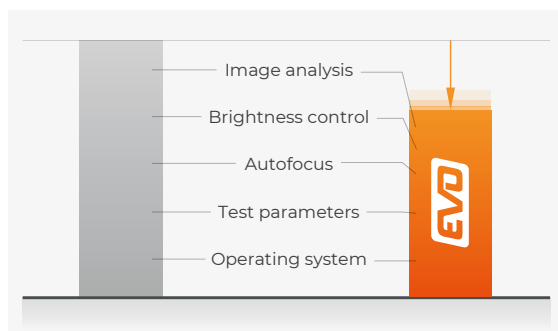 Image analysis
Brightness control
Autofocus
EVO
Test parameters
Operating system